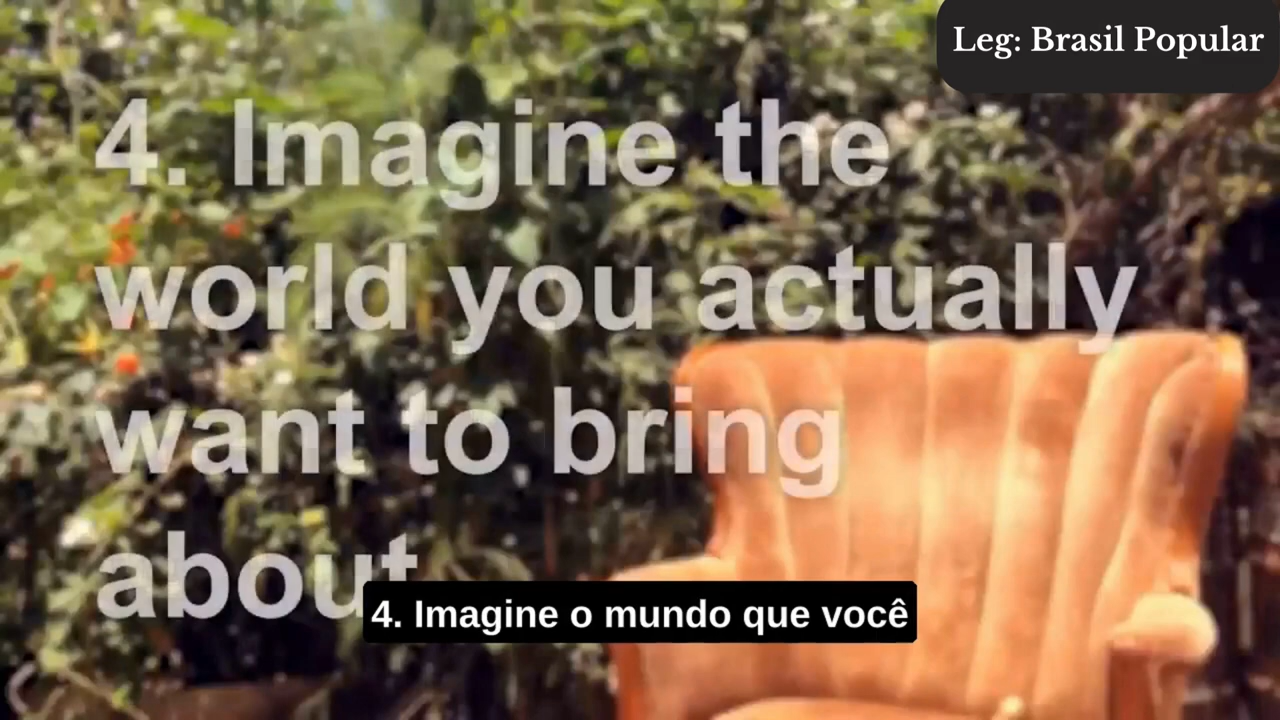 Leg: Brasil Popular
4. Imagine the
world you actually
want to bring
about
4. Imagine o mundo que você